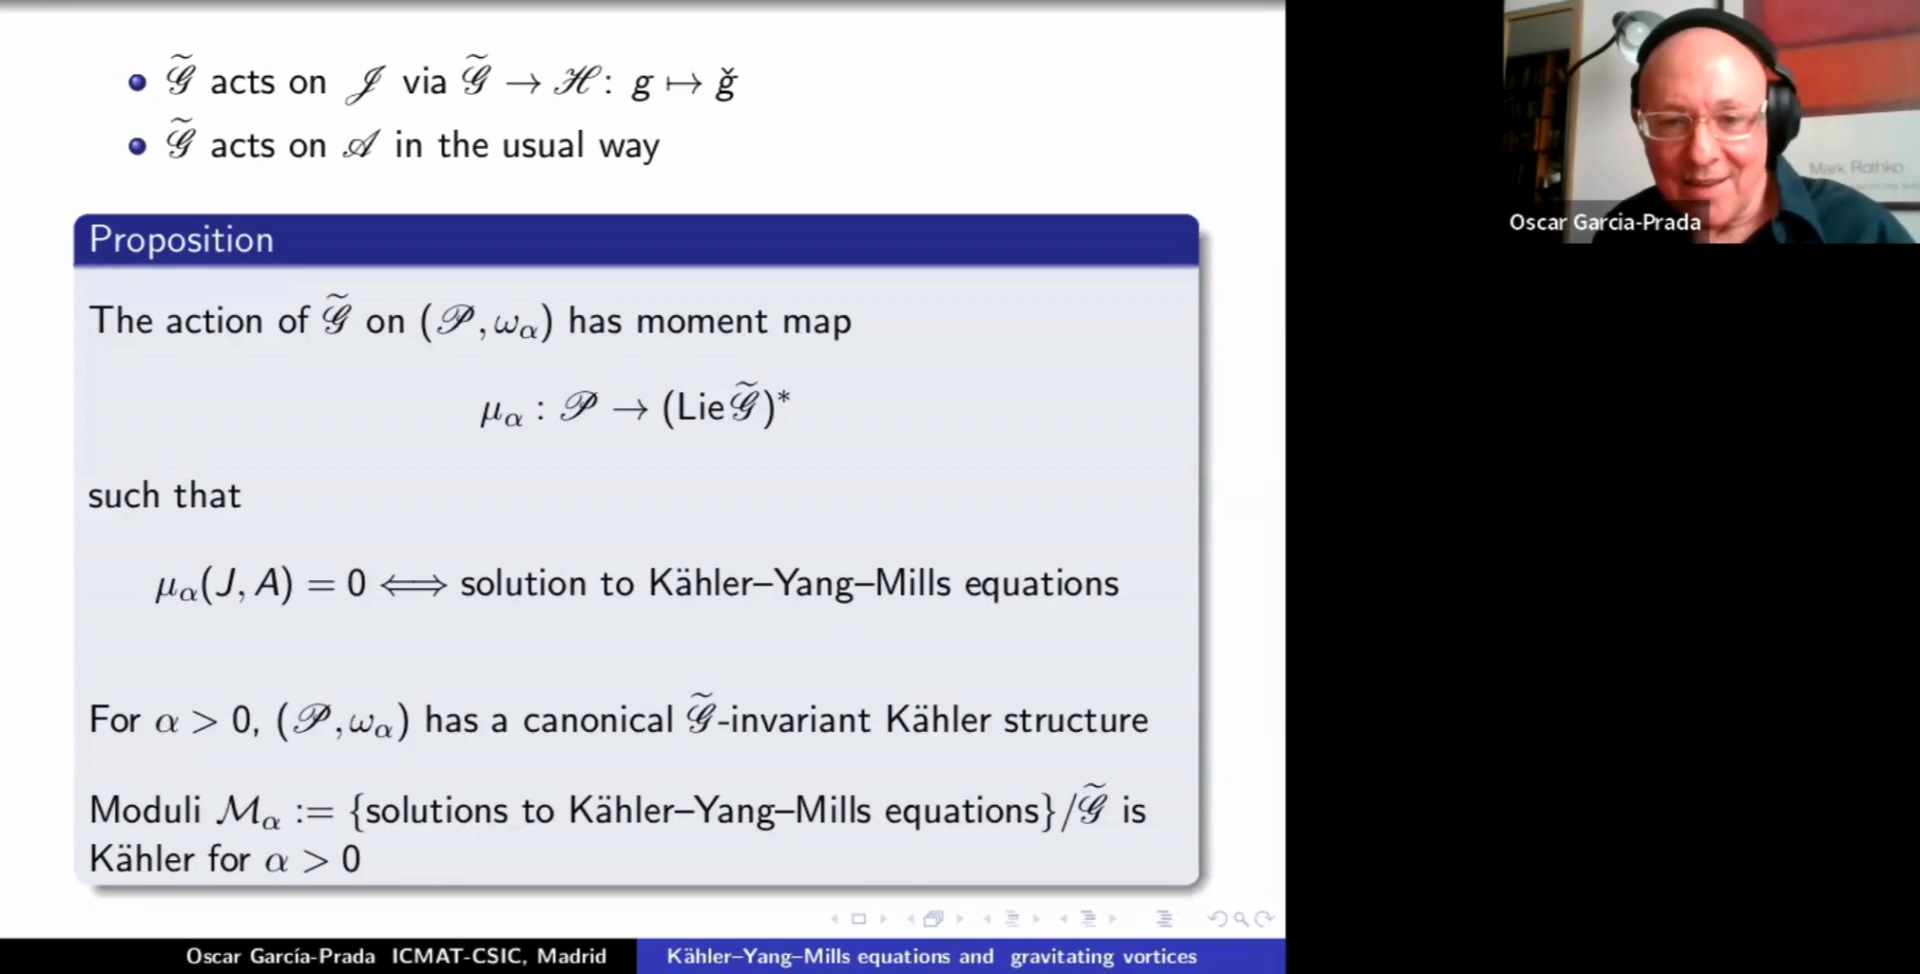 𝒢̃ acts on 𝒥 via 𝒢̃ → ℋ: g ↦ ǧ
𝒢̃ acts on 𝒜 in the usual way
Proposition
The action of 𝒢̃ on (𝒫, ω_α) has moment map
μ_α : 𝒫 → (Lie 𝒢̃)*
such that
μ_α(J, A) = 0 ⟺ solution to Kähler–Yang–Mills equations
For α > 0, (𝒫, ω_α) has a canonical 𝒢̃-invariant Kähler structure
Moduli ℳ_α := {solutions to Kähler–Yang–Mills equations}/𝒢̃ is
Kähler for α > 0
Oscar García-Prada ICMAT-CSIC, Madrid
Kähler–Yang–Mills equations and gravitating vortices
Mark Rothko
Oscar Garcia-Prada